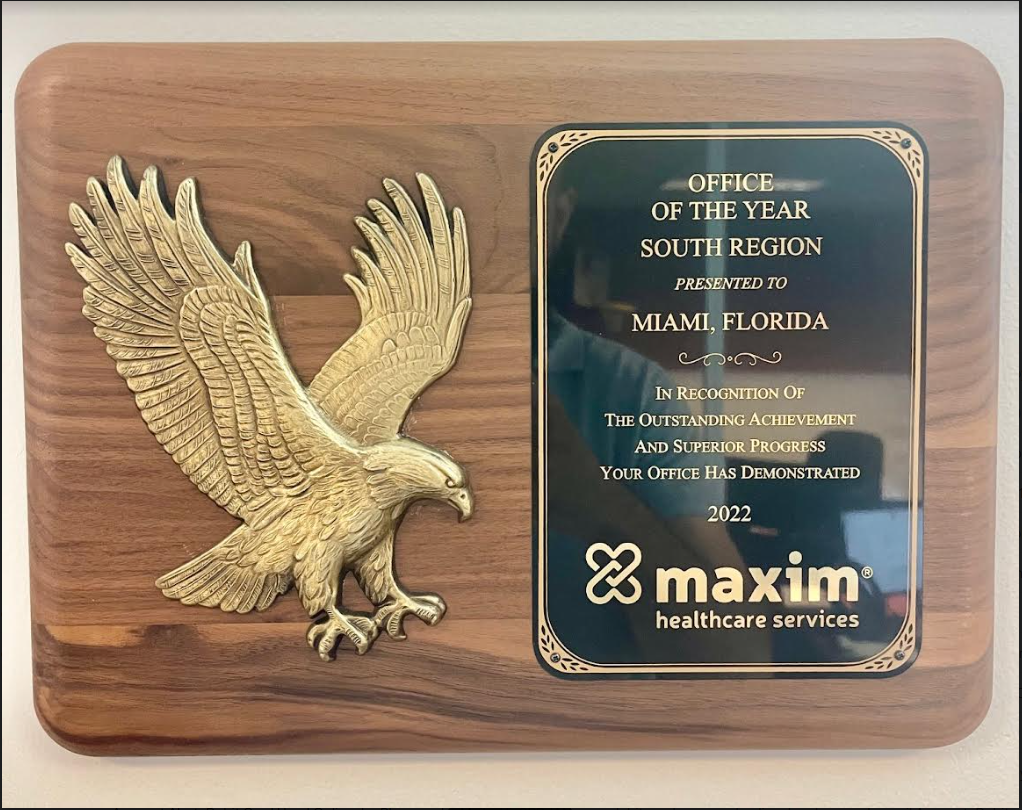 OFFICE
OF THE YEAR
SOUTH REGION
PRESENTED TO
MIAMI, FLORIDA
IN RECOGNITION OF
THE OUTSTANDING ACHIEVEMENT
AND SUPERIOR PROGRESS
YOUR OFFICE HAS DEMONSTRATED
2022
maxim®
healthcare services